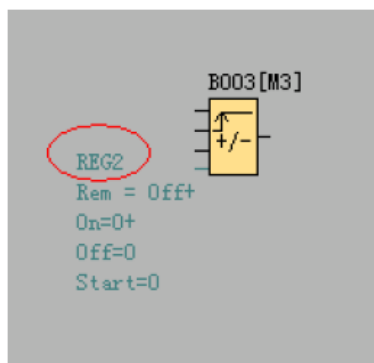 B003[M3]
+/-
REG2
Rem = Off+
On=0+
Off=0
Start=0